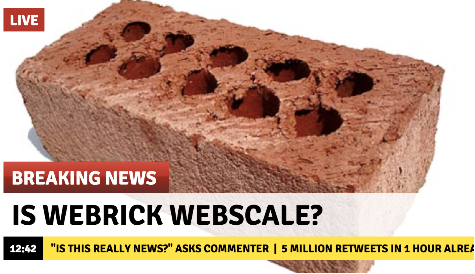 LIVE
BREAKING NEWS
IS WEBRICK WEBSCALE?
12:42 "IS THIS REALLY NEWS?" ASKS COMMENTER | 5 MILLION RETWEETS IN 1 HOUR ALREA